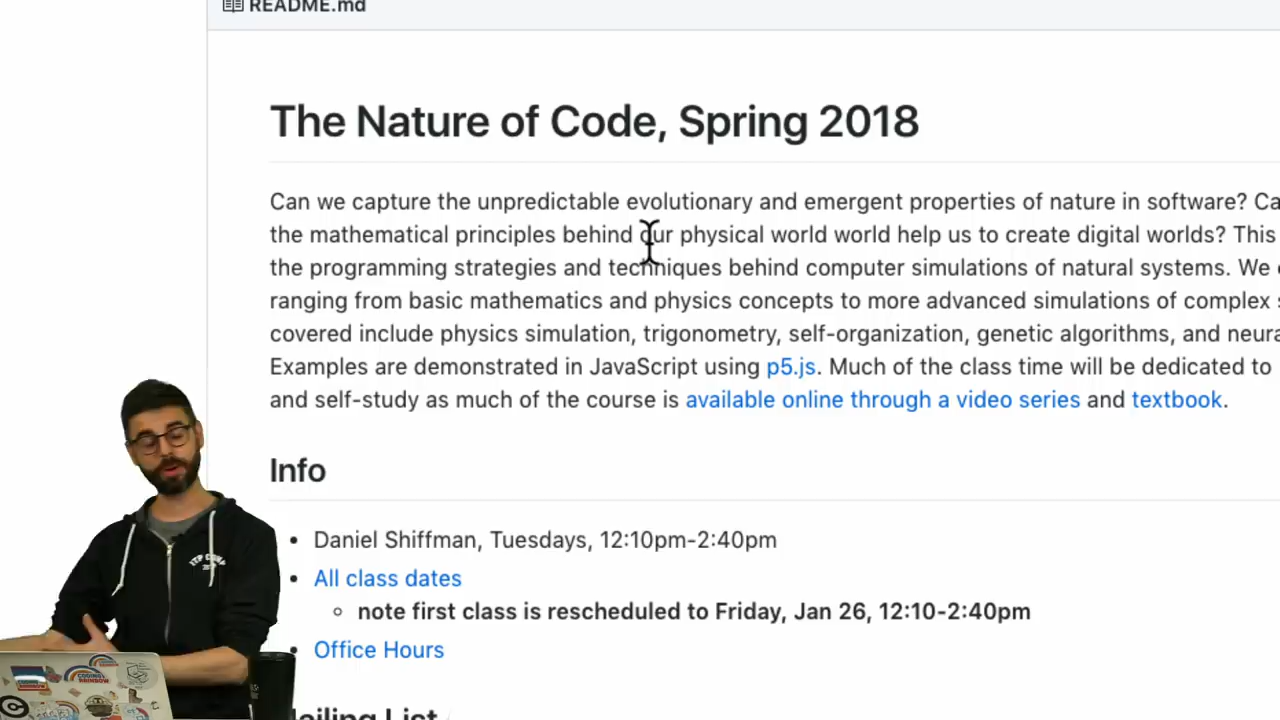 README.md
The Nature of Code, Spring 2018
Can we capture the unpredictable evolutionary and emergent properties of nature in software? Ca
the mathematical principles behind our physical world world help us to create digital worlds? This
the programming strategies and techniques behind computer simulations of natural systems. We
ranging from basic mathematics and physics concepts to more advanced simulations of complex
covered include physics simulation, trigonometry, self-organization, genetic algorithms, and neura
Examples are demonstrated in JavaScript using p5.js. Much of the class time will be dedicated to
and self-study as much of the course is available online through a video series and textbook.
Info
Daniel Shiffman, Tuesdays, 12:10pm-2:40pm
All class dates
note first class is rescheduled to Friday, Jan 26, 12:10-2:40pm
Office Hours
Mailing List